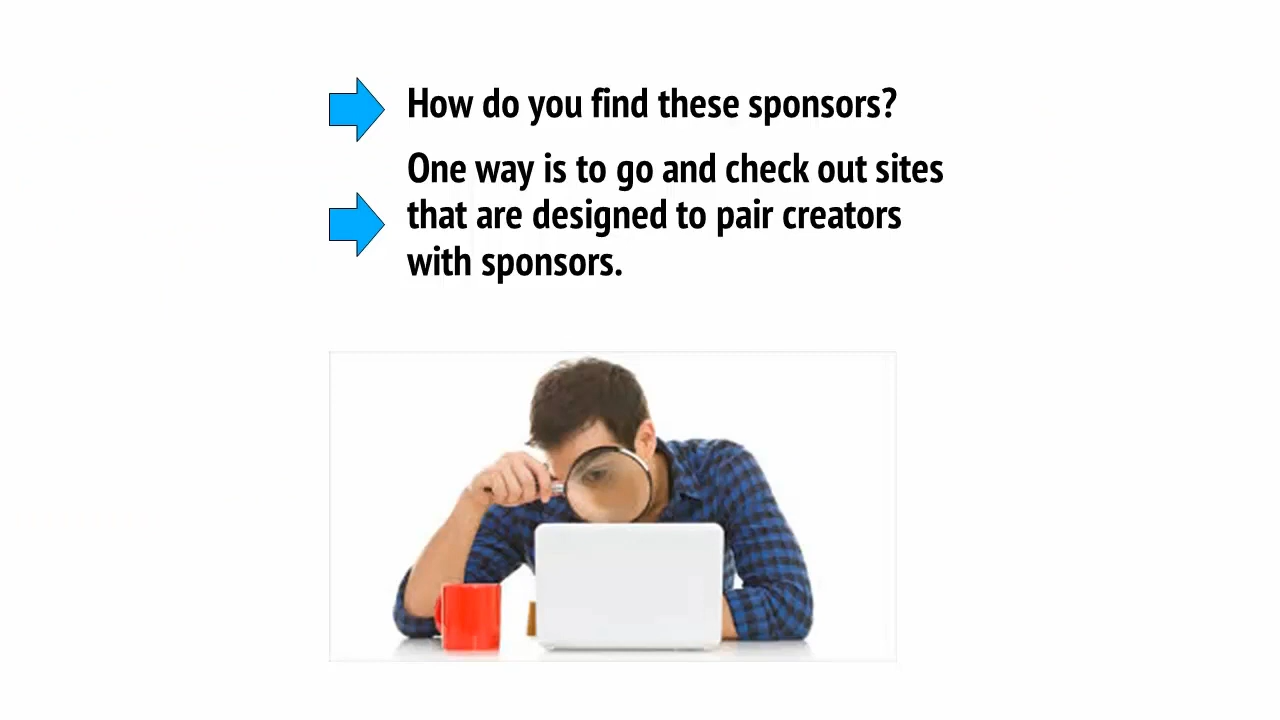 How do you find these sponsors?
One way is to go and check out sites
that are designed to pair creators
with sponsors.